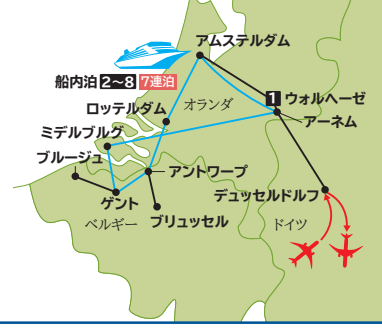 アムステルダム
船内泊2~8 7連泊
オランダ
1 ウォルヘーゼ
ロッテルダム
アーネム
ミデルブルグ
ブルージュ
アントワープ
デュッセルドルフ
ゲント
ベルギー
ブリュッセル
ドイツ